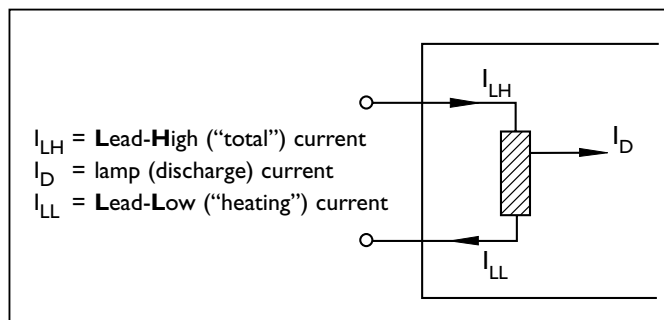 I_LH = Lead-High (“total”) current
I_D = lamp (discharge) current
I_LL = Lead-Low (“heating”) current
I_LH
I_D
I_LL